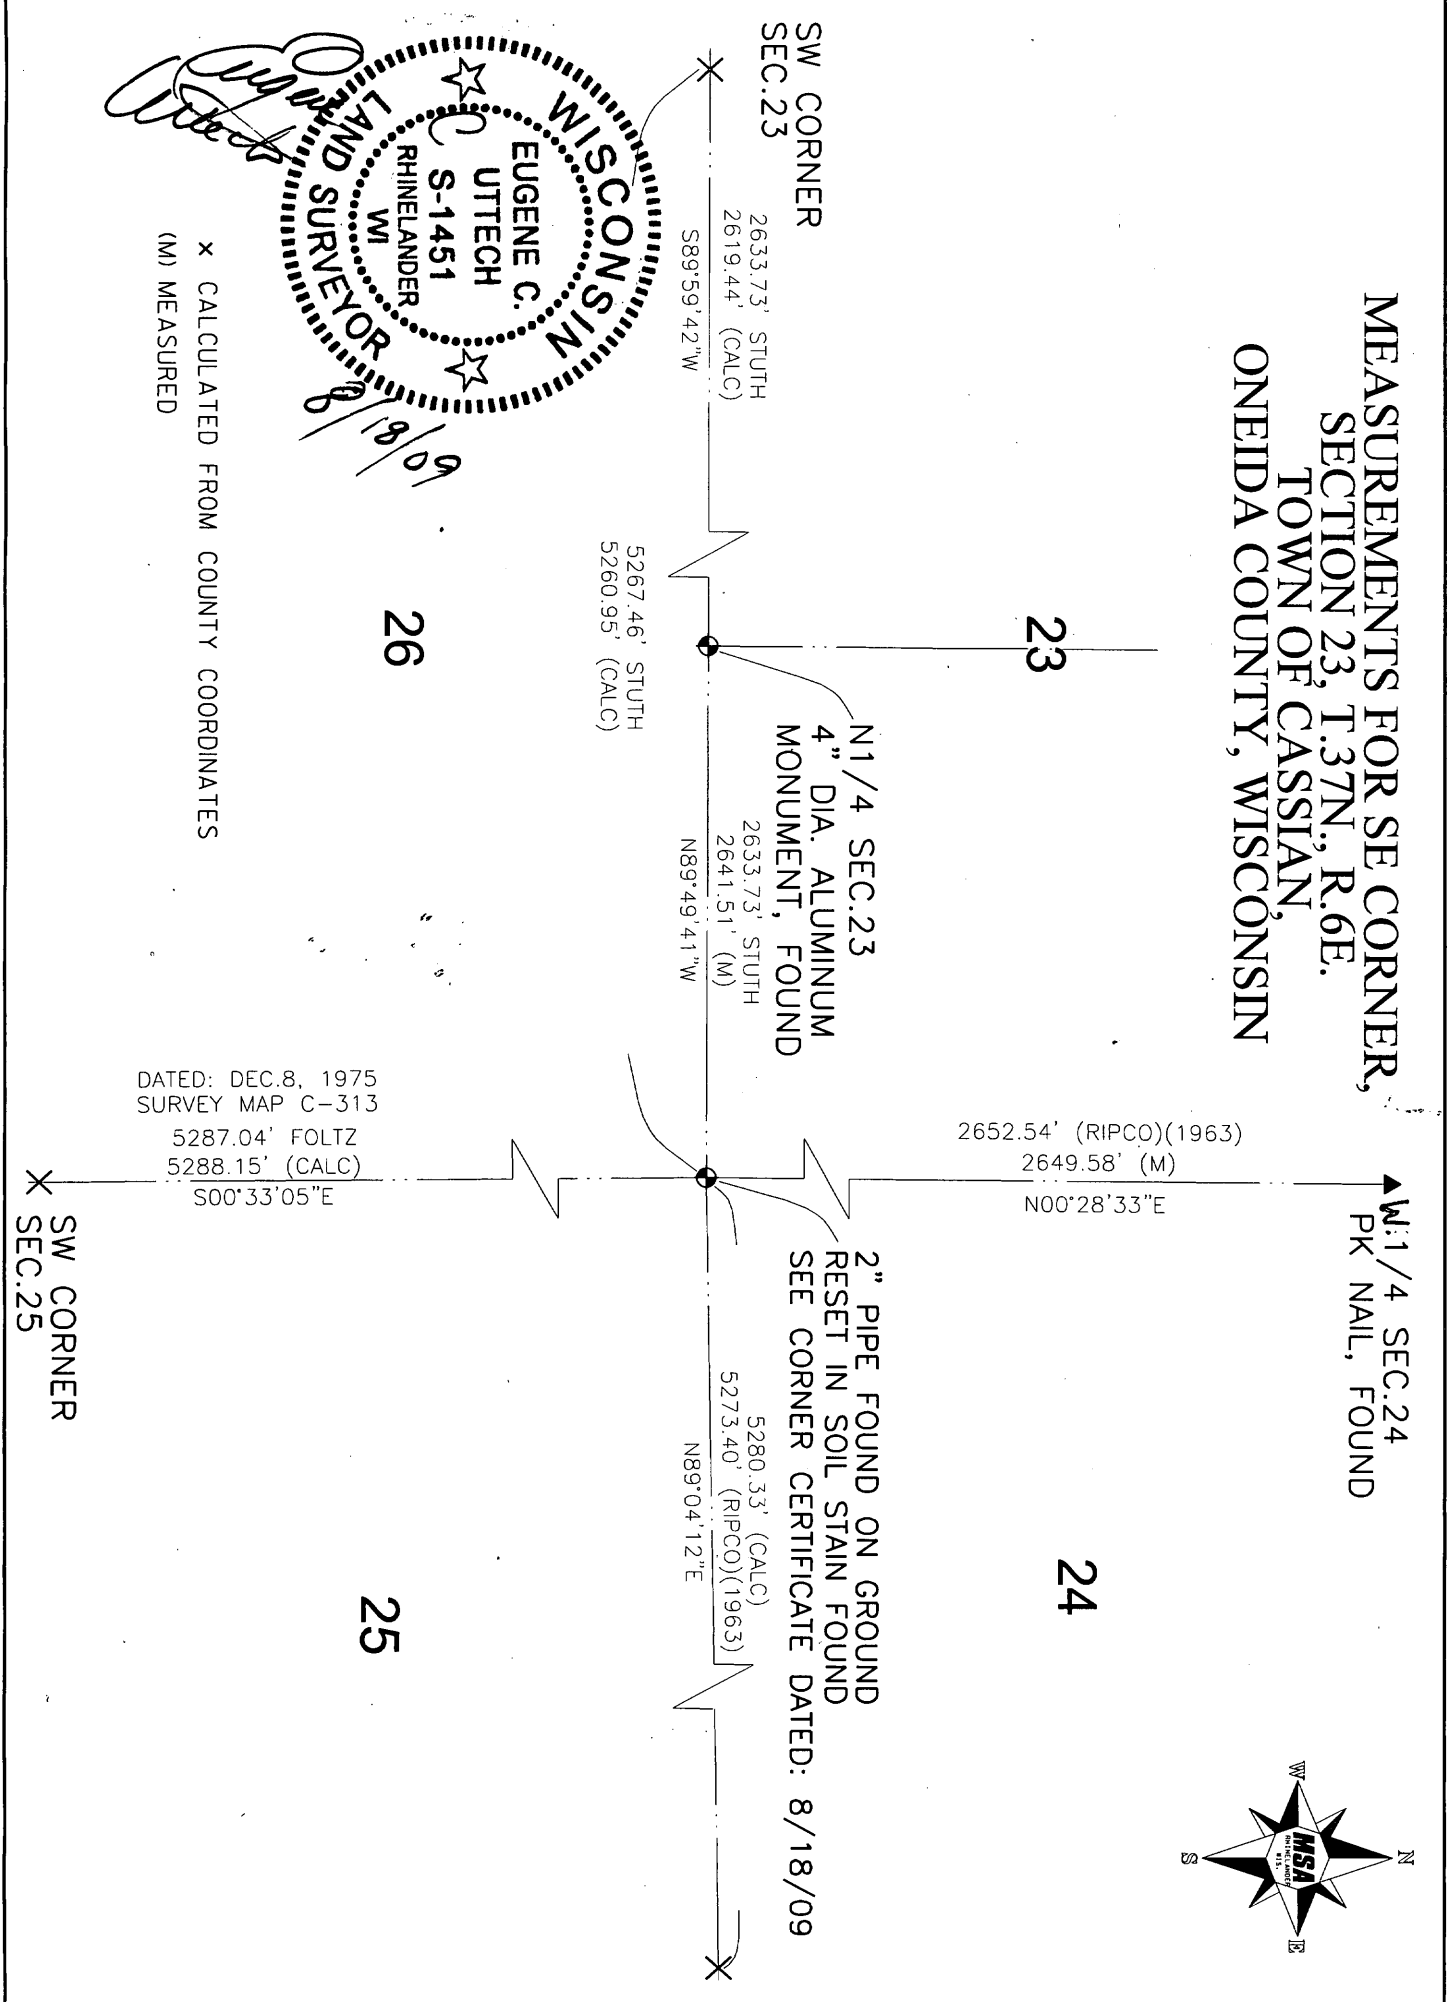 MEASUREMENTS FOR SE CORNER,
SECTION 23, T.37N., R.6E.
TOWN OF CASSIAN,
ONEIDA COUNTY, WISCONSIN
W1/4 SEC.24
PK NAIL, FOUND
N
W
E
S
MSA
RHINELANDER
WIS.
23
24
2652.54' (RIPCO)(1963)
2649.58' (M)
N00°28'33"E
SW CORNER
SEC.23
2633.73' STUTH
2619.44' (CALC)
S89°59'42"W
N1/4 SEC.23
4" DIA. ALUMINUM
MONUMENT, FOUND
2633.73' STUTH
2641.51' (M)
N89°49'41"W
2" PIPE FOUND ON GROUND
RESET IN SOIL STAIN FOUND
SEE CORNER CERTIFICATE DATED: 8/18/09
5280.33' (CALC)
5273.40' (RIPCO)(1963)
N89°04'12"E
5267.46' STUTH
5260.95' (CALC)
26
25
WISCONSIN
EUGENE C.
UTTECH
S-1451
RHINELANDER
WI
LAND SURVEYOR
Eugene C
Uttech
8/18/09
DATED: DEC.8, 1975
SURVEY MAP C-313
5287.04' FOLTZ
5288.15' (CALC)
S00°33'05"E
× CALCULATED FROM COUNTY COORDINATES
(M) MEASURED
SW CORNER
SEC.25